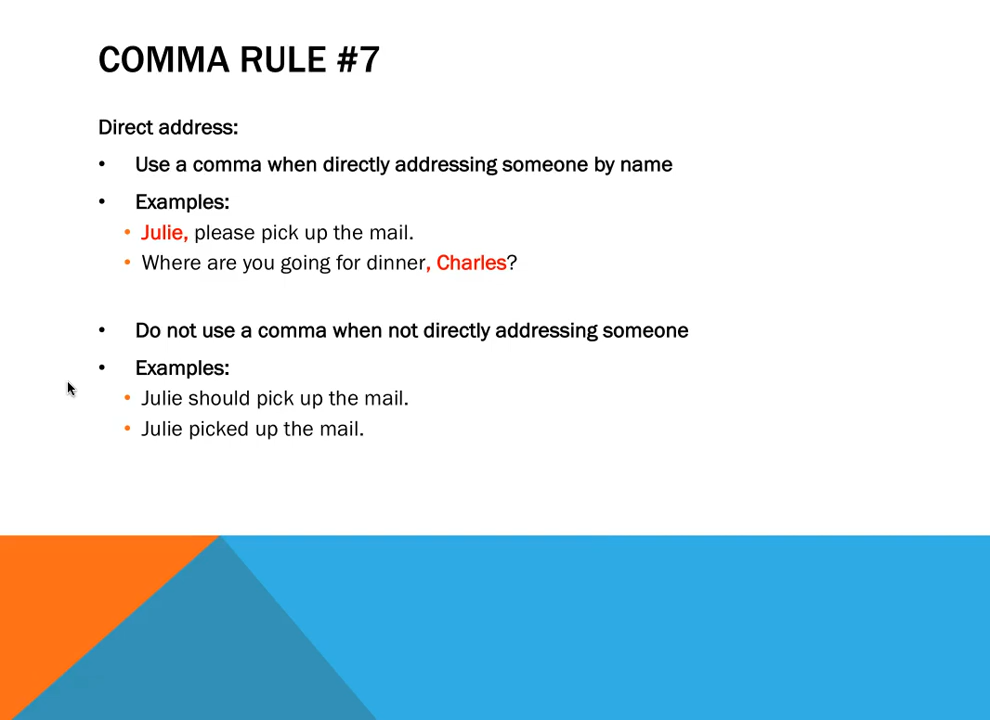 COMMA RULE #7
Direct address:
• Use a comma when directly addressing someone by name
• Examples:
• Julie, please pick up the mail.
• Where are you going for dinner, Charles?
• Do not use a comma when not directly addressing someone
• Examples:
• Julie should pick up the mail.
• Julie picked up the mail.